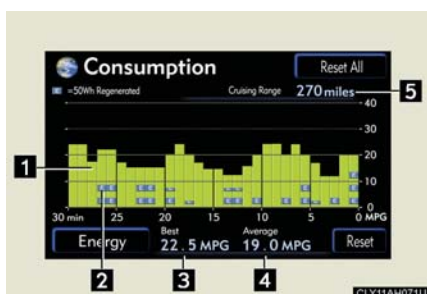 Consumption
Reset All
=50Wh Regenerated
Cruising Range 270 miles
5
40
30
1
20
10
30 min 25 20 15 10 5 0 MPG
0
Energy
Best
22.5 MPG
Average
19.0 MPG
Reset
2
3
4
CLY11AH071U